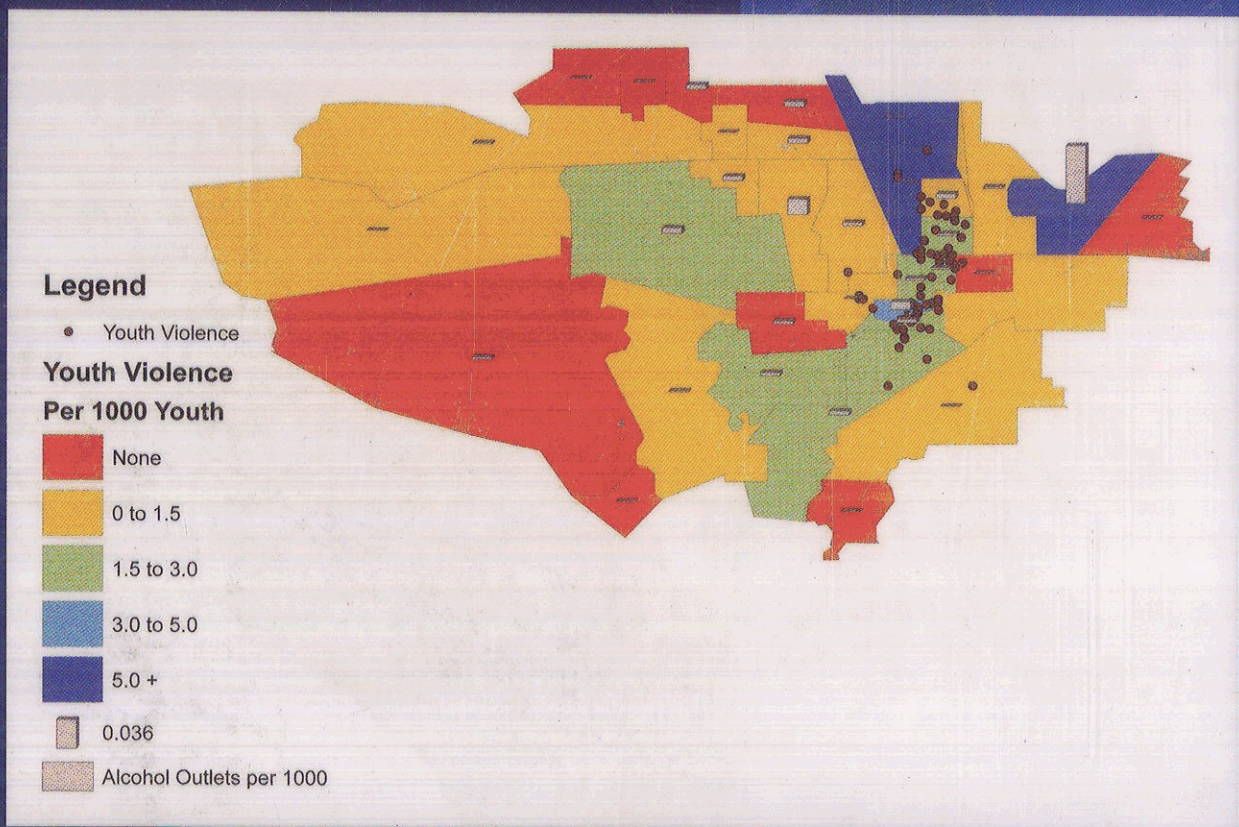 Legend
Youth Violence
Youth Violence
Per 1000 Youth
None
0 to 1.5
1.5 to 3.0
3.0 to 5.0
5.0 +
0.036
Alcohol Outlets per 1000